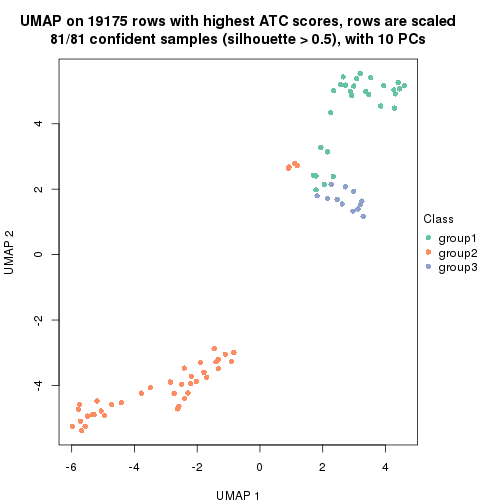 UMAP on 19175 rows with highest ATC scores, rows are scaled
81/81 confident samples (silhouette > 0.5), with 10 PCs
UMAP 2
4
2
0
-2
-4
-6
-4
-2
0
2
4
UMAP 1
Class
group1
group2
group3